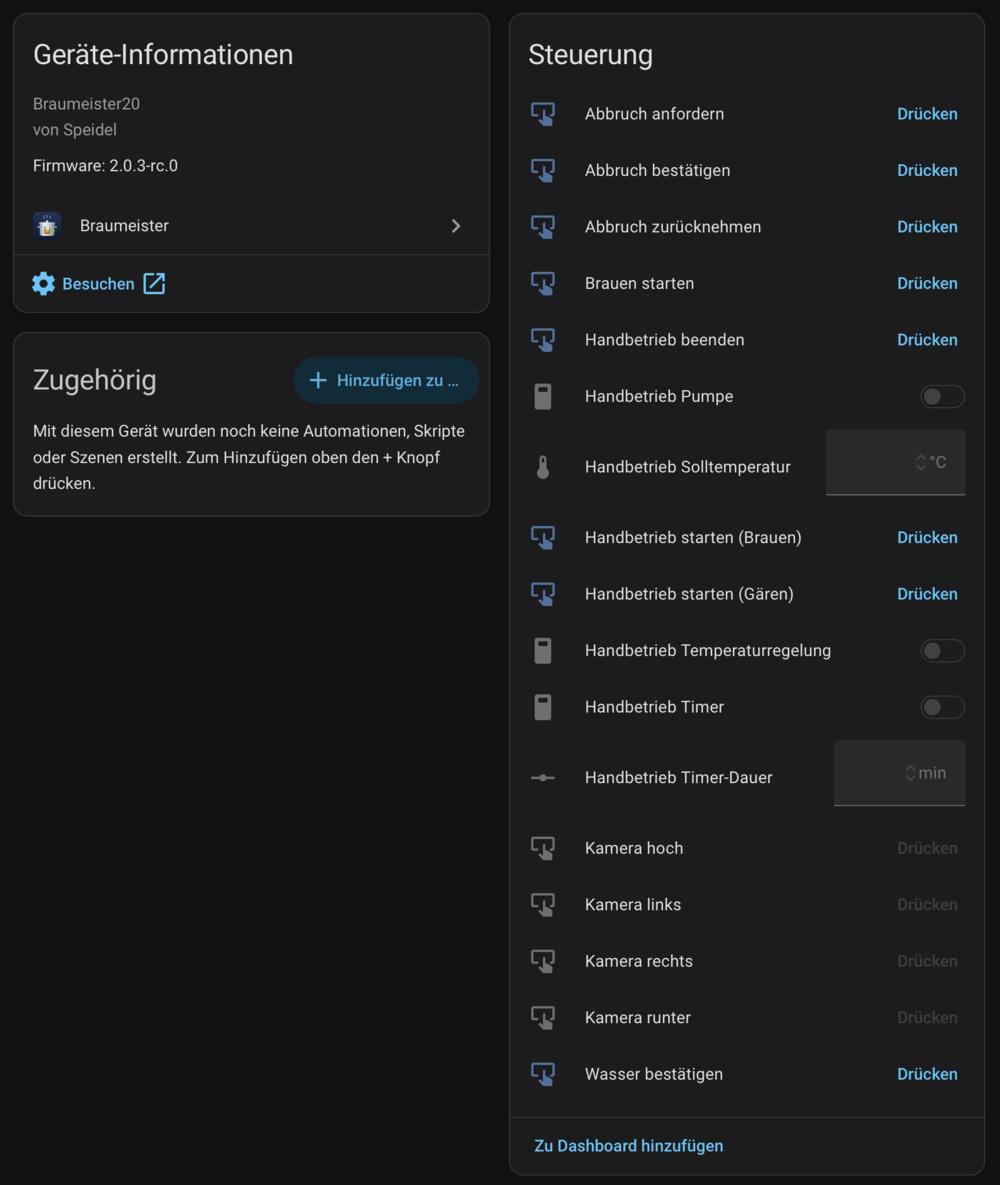 Geräte-Informationen
Braumeister20
von Speidel
Firmware: 2.0.3-rc.0
Braumeister
Besuchen
Zugehörig
Hinzufügen zu ...
Mit diesem Gerät wurden noch keine Automationen, Skripte
oder Szenen erstellt. Zum Hinzufügen oben den + Knopf
drücken.
Steuerung
Abbruch anfordern Drücken
Abbruch bestätigen Drücken
Abbruch zurücknehmen Drücken
Brauen starten Drücken
Handbetrieb beenden Drücken
Handbetrieb Pumpe
Handbetrieb Solltemperatur °C
Handbetrieb starten (Brauen) Drücken
Handbetrieb starten (Gären) Drücken
Handbetrieb Temperaturregelung
Handbetrieb Timer
Handbetrieb Timer-Dauer min
Kamera hoch Drücken
Kamera links Drücken
Kamera rechts Drücken
Kamera runter Drücken
Wasser bestätigen Drücken
Zu Dashboard hinzufügen